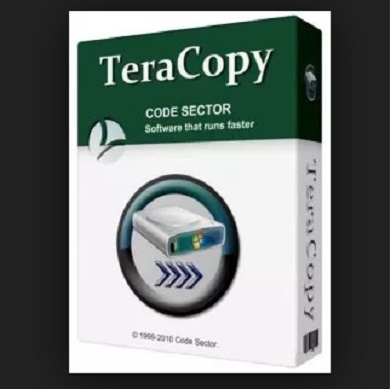 TeraCopy
CODE SECTOR
Software that runs faster
© 1999-2010 Code Sector.
TeraCopy